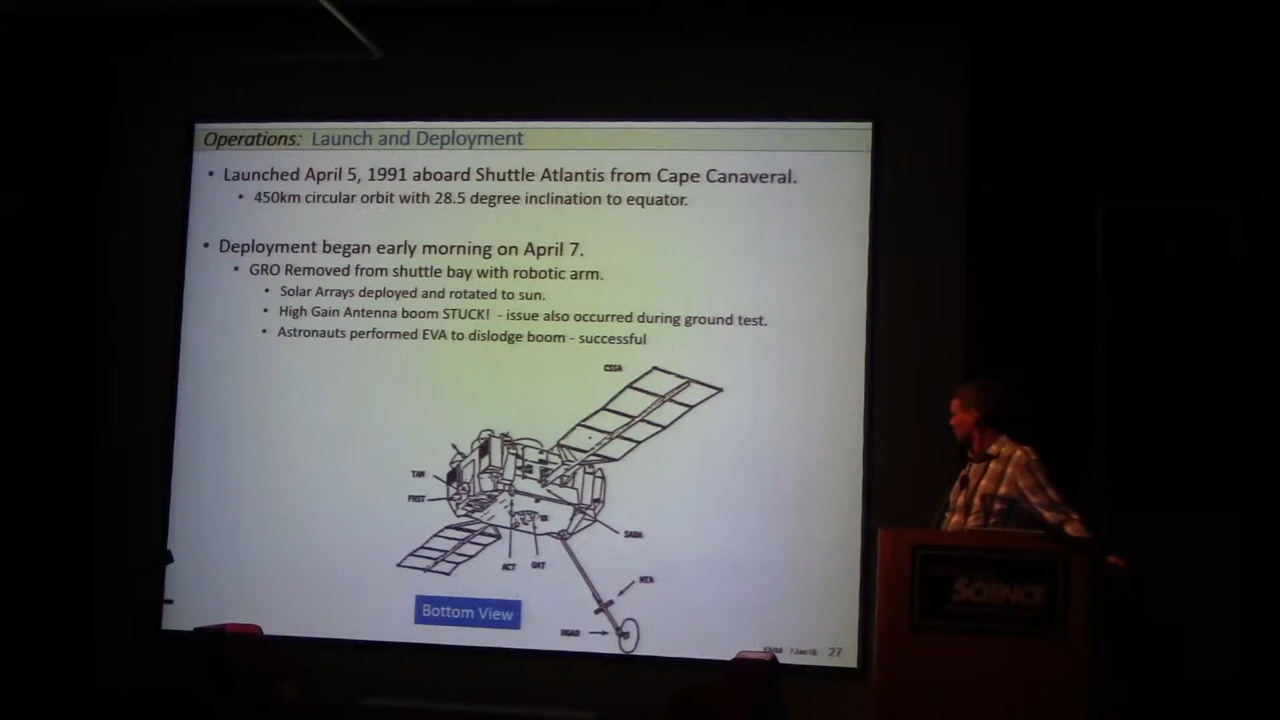 Operations: Launch and Deployment
• Launched April 5, 1991 aboard Shuttle Atlantis from Cape Canaveral.
• 450km circular orbit with 28.5 degree inclination to equator.
• Deployment began early morning on April 7.
• GRO Removed from shuttle bay with robotic arm.
• Solar Arrays deployed and rotated to sun.
• High Gain Antenna boom STUCK! - issue also occurred during ground test.
• Astronauts performed EVA to dislodge boom - successful
CSSA
TAM
SADA
ACT
Bottom View
27
SCIENCE